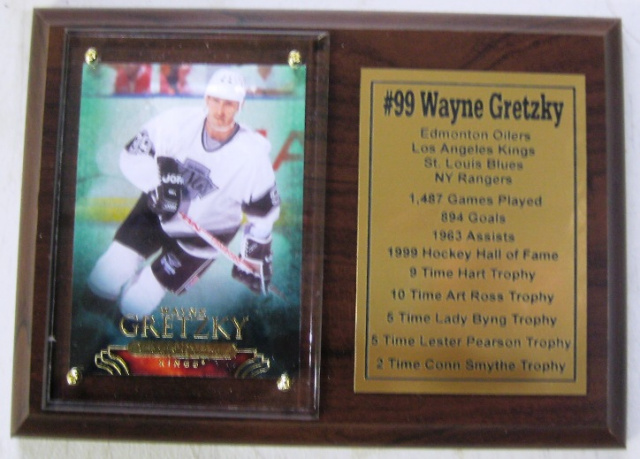 WAYNE
GRETZKY
KINGS
#99 Wayne Gretzky
Edmonton Oilers
Los Angeles Kings
St. Louis Blues
NY Rangers
1,487 Games Played
894 Goals
1963 Assists
1999 Hockey Hall of Fame
9 Time Hart Trophy
10 Time Art Ross Trophy
5 Time Lady Byng Trophy
5 Time Lester Pearson Trophy
2 Time Conn Smythe Trophy